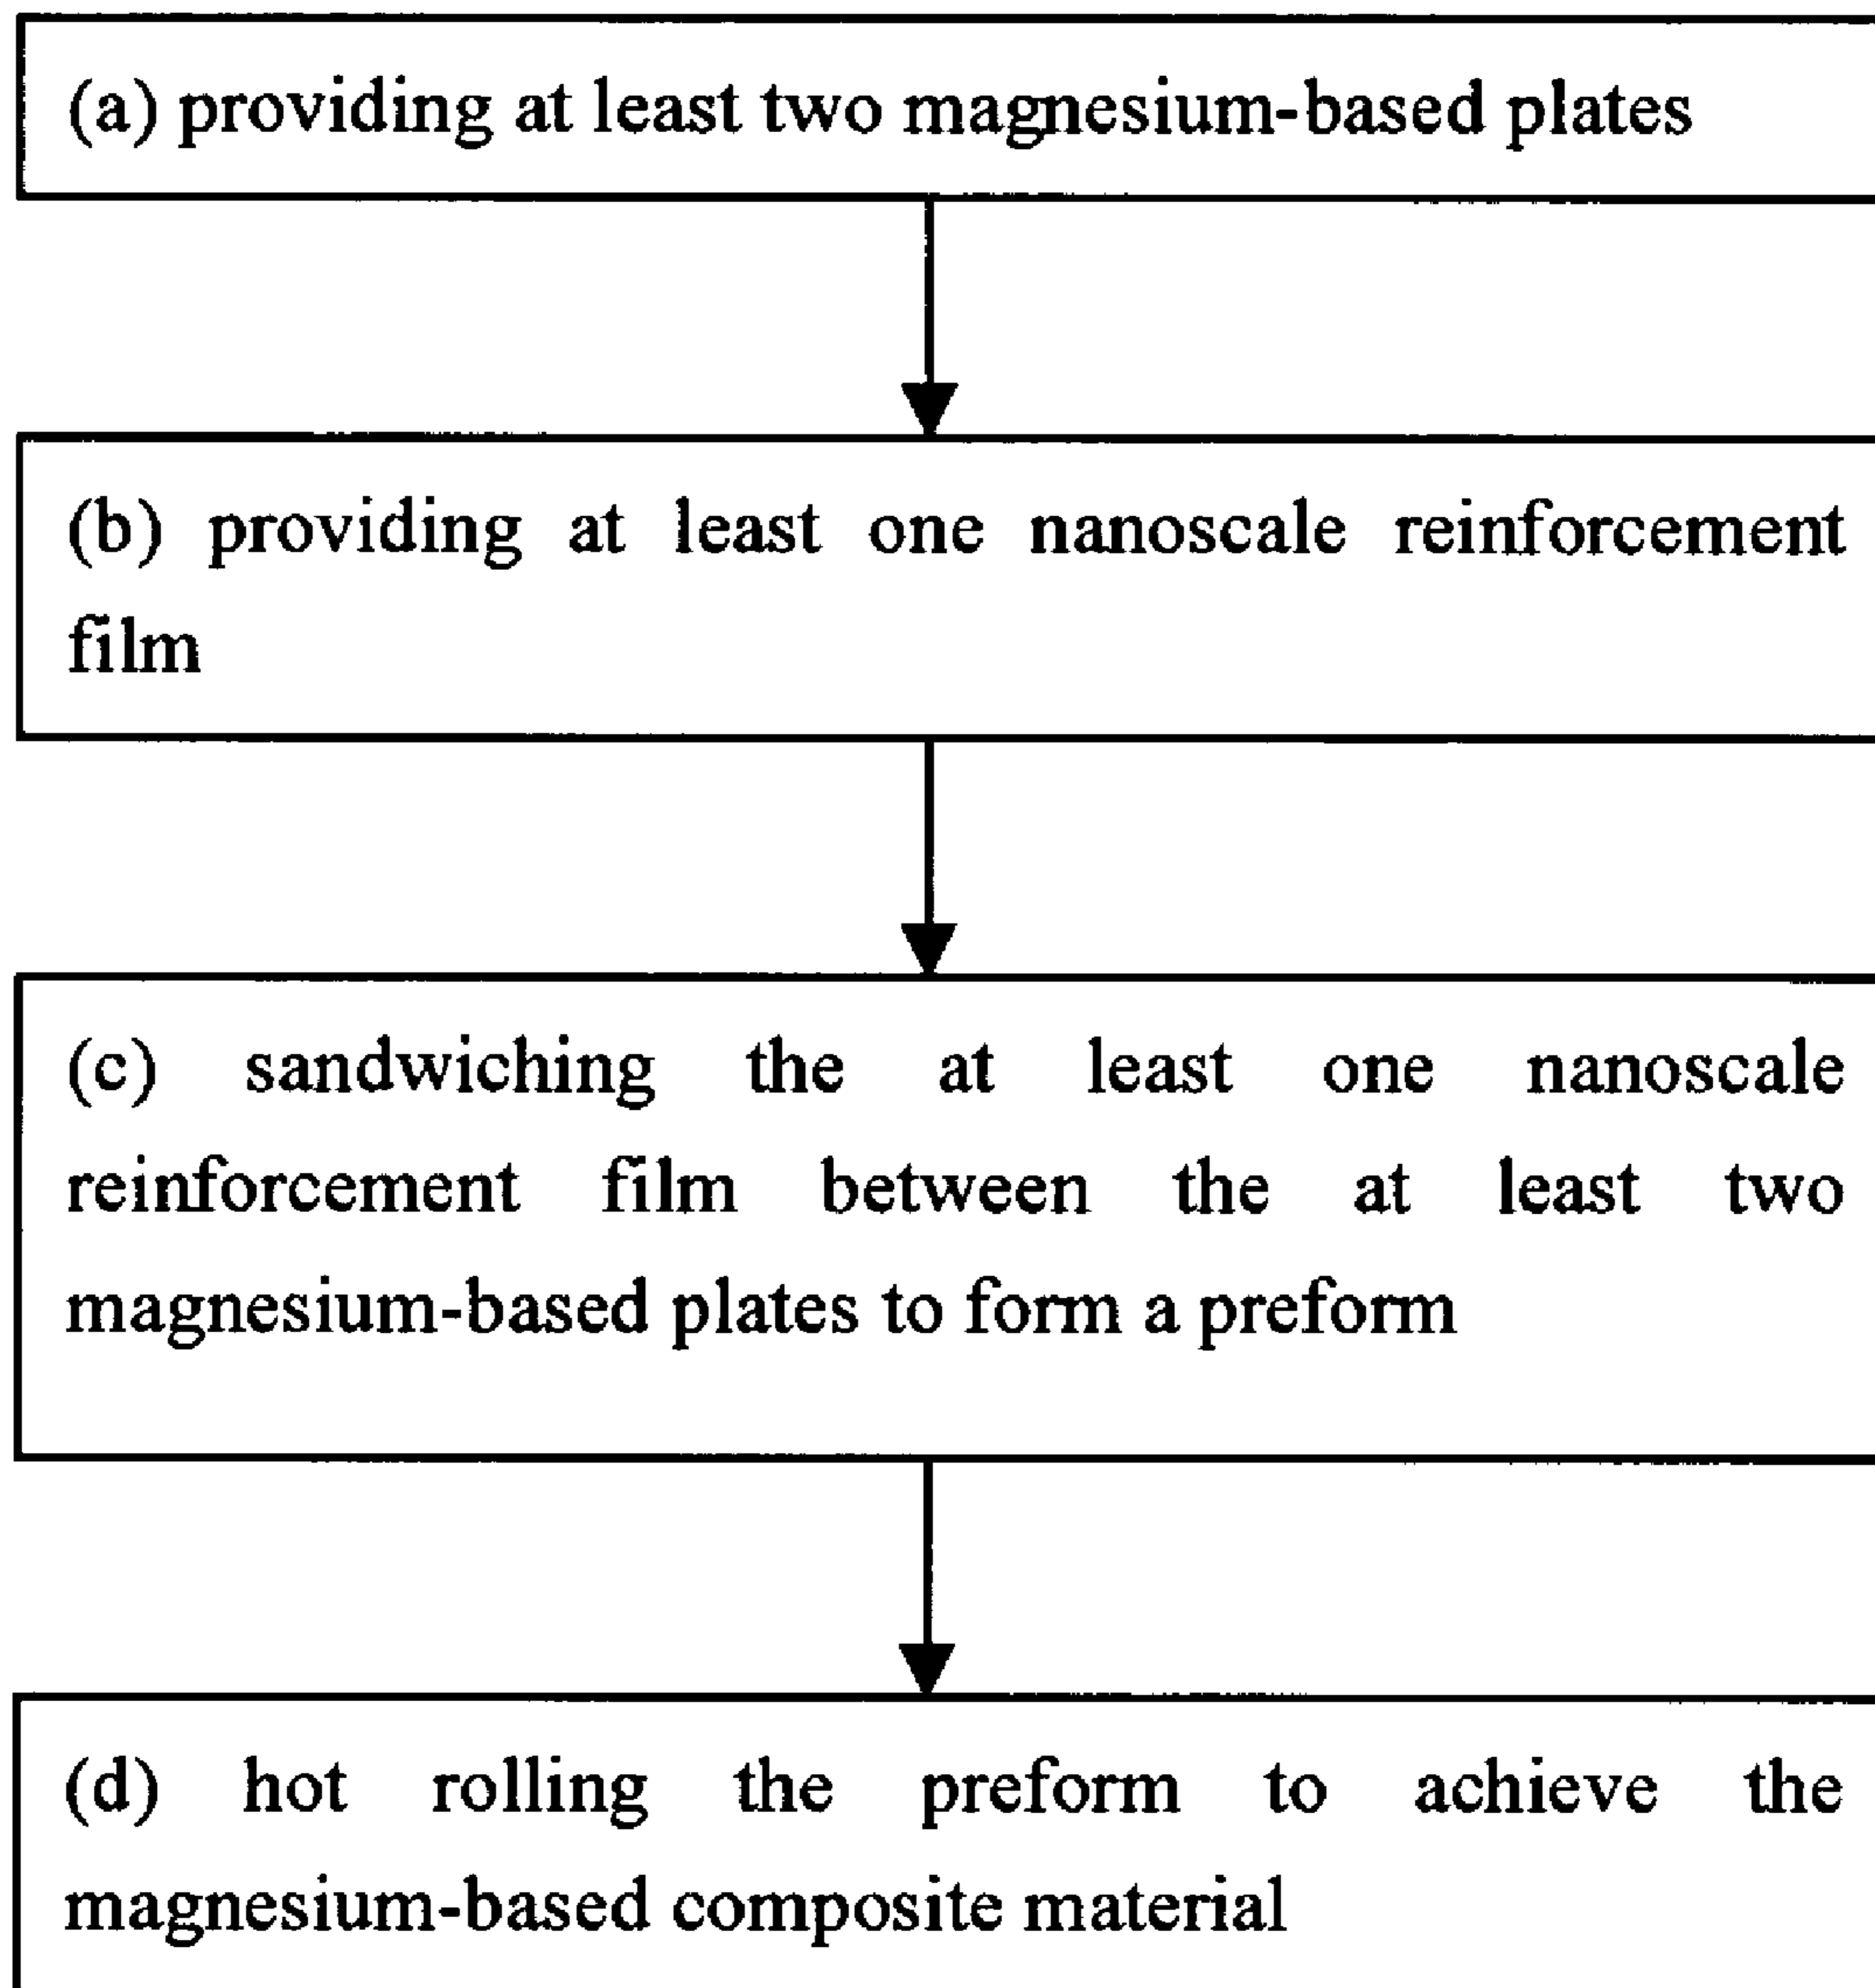 (a) providing at least two magnesium-based plates
(b) providing at least one nanoscale reinforcement
film
(c) sandwiching the at least one nanoscale
reinforcement film between the at least two
magnesium-based plates to form a preform
(d) hot rolling the preform to achieve the
magnesium-based composite material